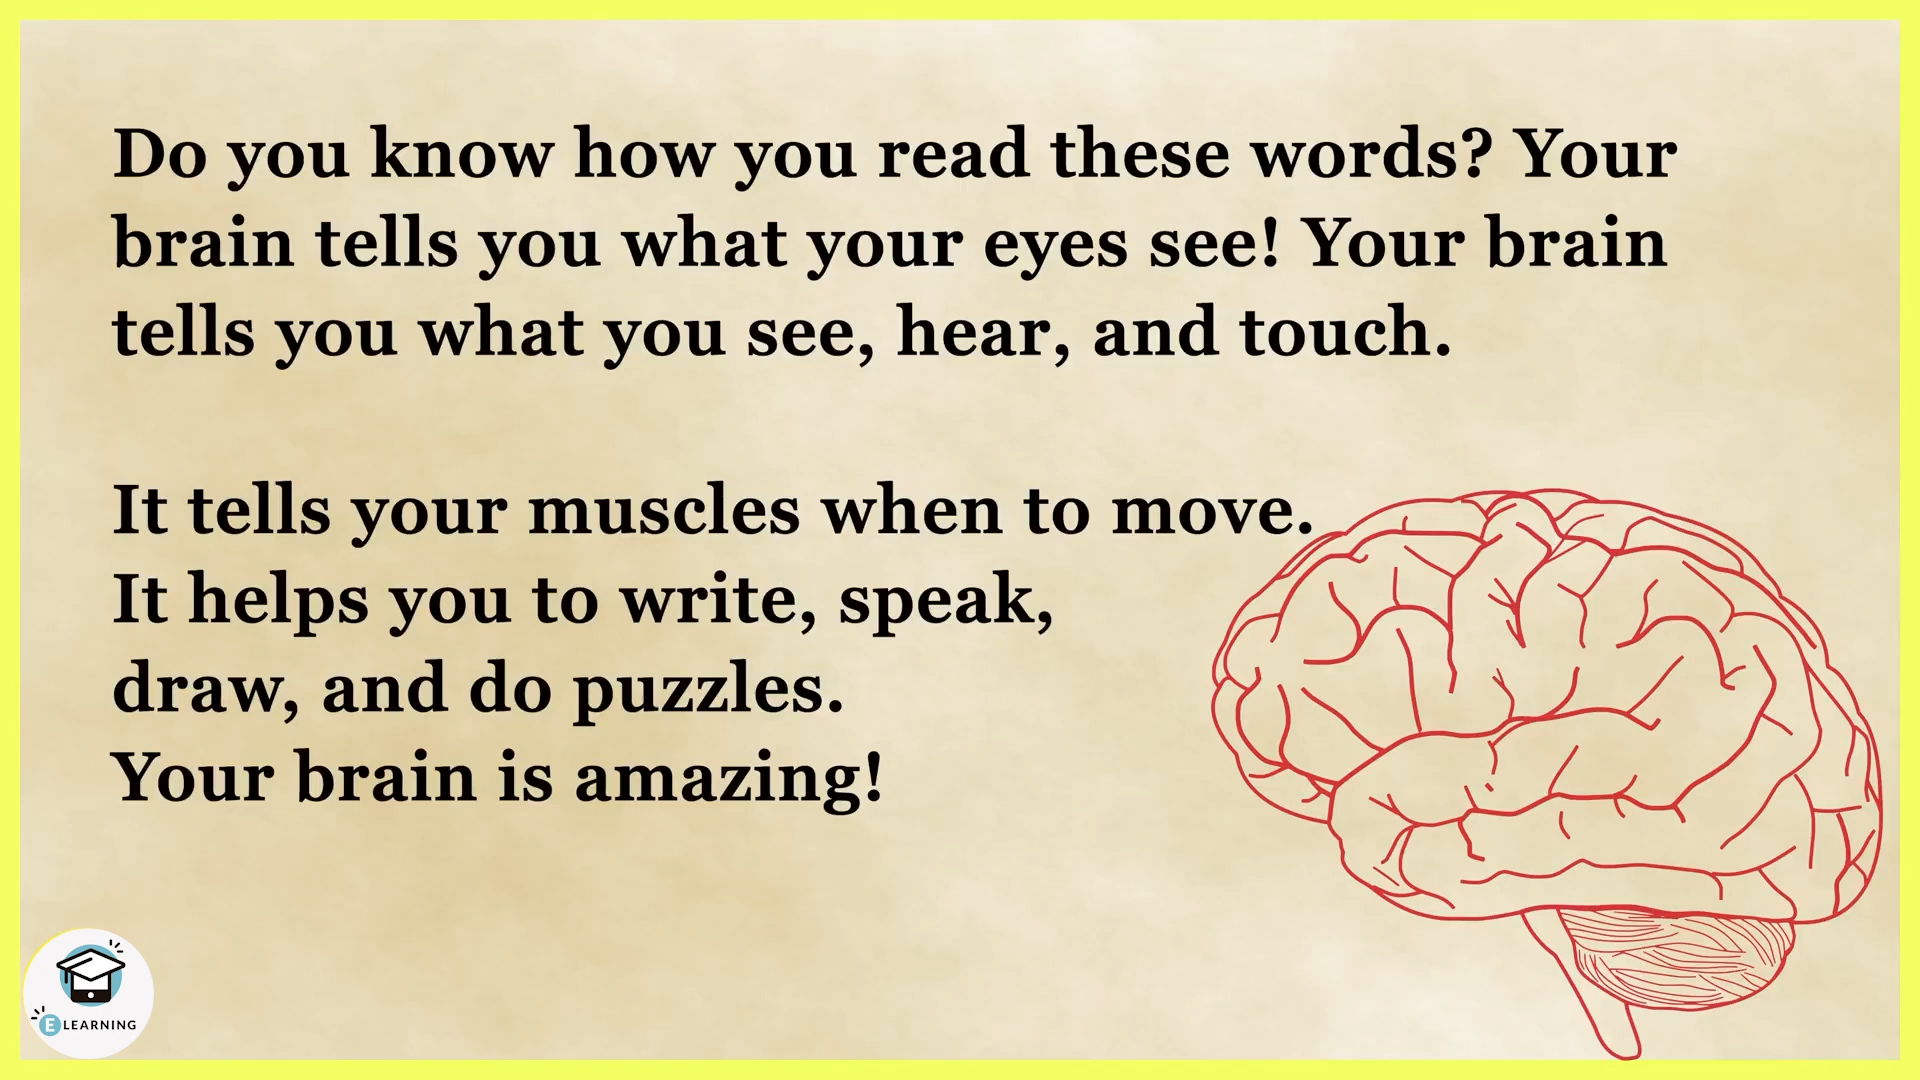 Do you know how you read these words? Your
brain tells you what your eyes see! Your brain
tells you what you see, hear, and touch.
It tells your muscles when to move.
It helps you to write, speak,
draw, and do puzzles.
Your brain is amazing!
E LEARNING